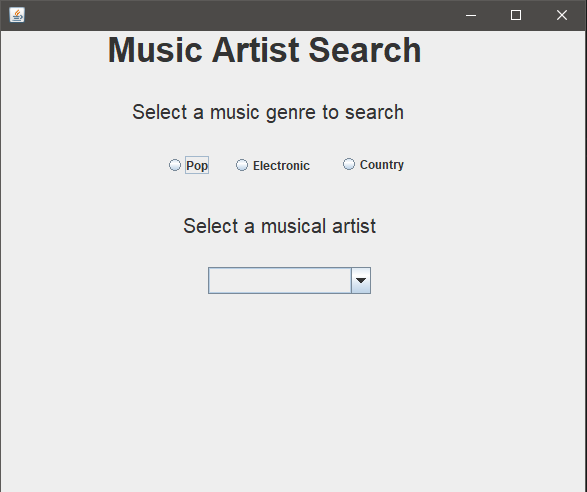 Music Artist Search
Select a music genre to search
Pop Electronic Country
Select a musical artist